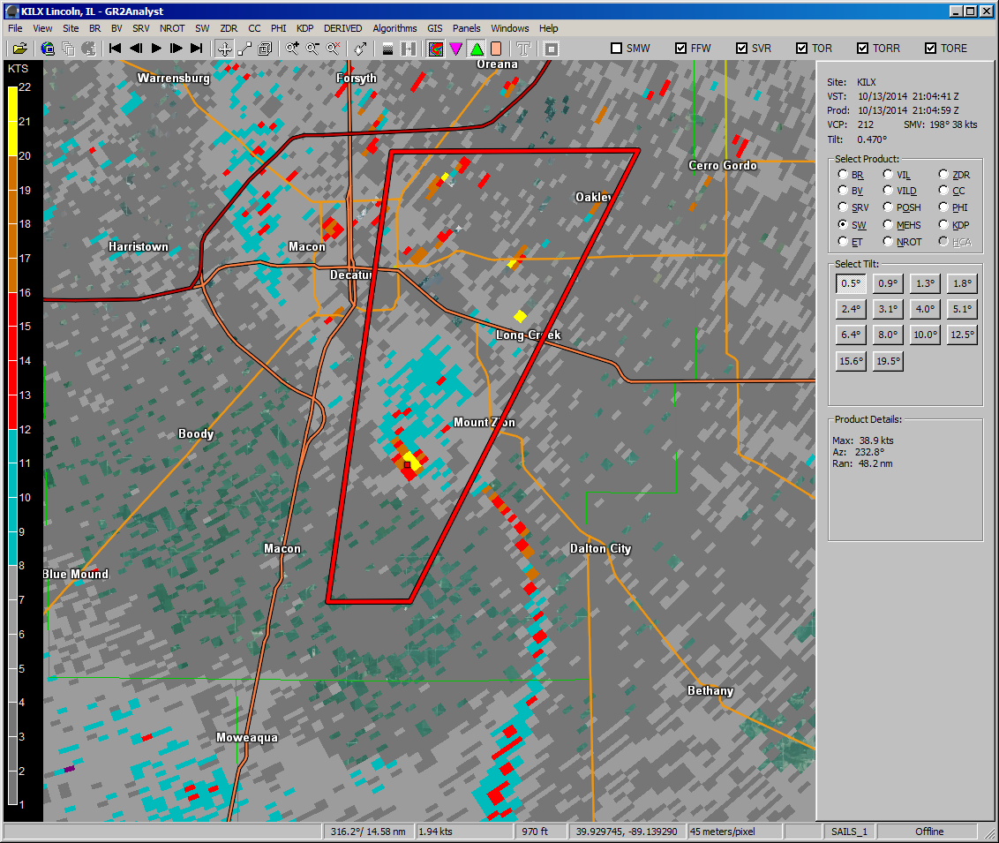 KILX Lincoln, IL - GR2Analyst
File View Site BR BV SRV NROT SW ZDR CC PHI KDP DERIVED Algorithms GIS Panels Windows Help
SMW FFW SVR TOR TORR TORE
KTS
22
21
20
19
18
17
16
15
14
13
12
11
10
9
8
7
6
5
4
3
2
1
Oreana
Warrensburg
Forsyth
Cerro Gordo
Oakley
Harristown
Macon
Decatur
Long Creek
Mount Zion
Boody
Macon
Dalton City
Blue Mound
Bethany
Moweaqua
Site: KILX
VST: 10/13/2014 21:04:41 Z
Prod: 10/13/2014 21:04:59 Z
VCP: 212 SMV: 198° 38 kts
Tilt: 0.470°
Select Product:
BR VIL ZDR
BV VILD CC
SRV POSH PHI
SW MEHS KDP
ET NROT HCA
Select Tilt:
0.5° 0.9° 1.3° 1.8°
2.4° 3.1° 4.0° 5.1°
6.4° 8.0° 10.0° 12.5°
15.6° 19.5°
Product Details:
Max: 38.9 kts
Az: 232.8°
Ran: 48.2 nm
316.2°/ 14.58 nm 1.94 kts 970 ft 39.929745, -89.139290 45 meters/pixel SAILS_1 Offline